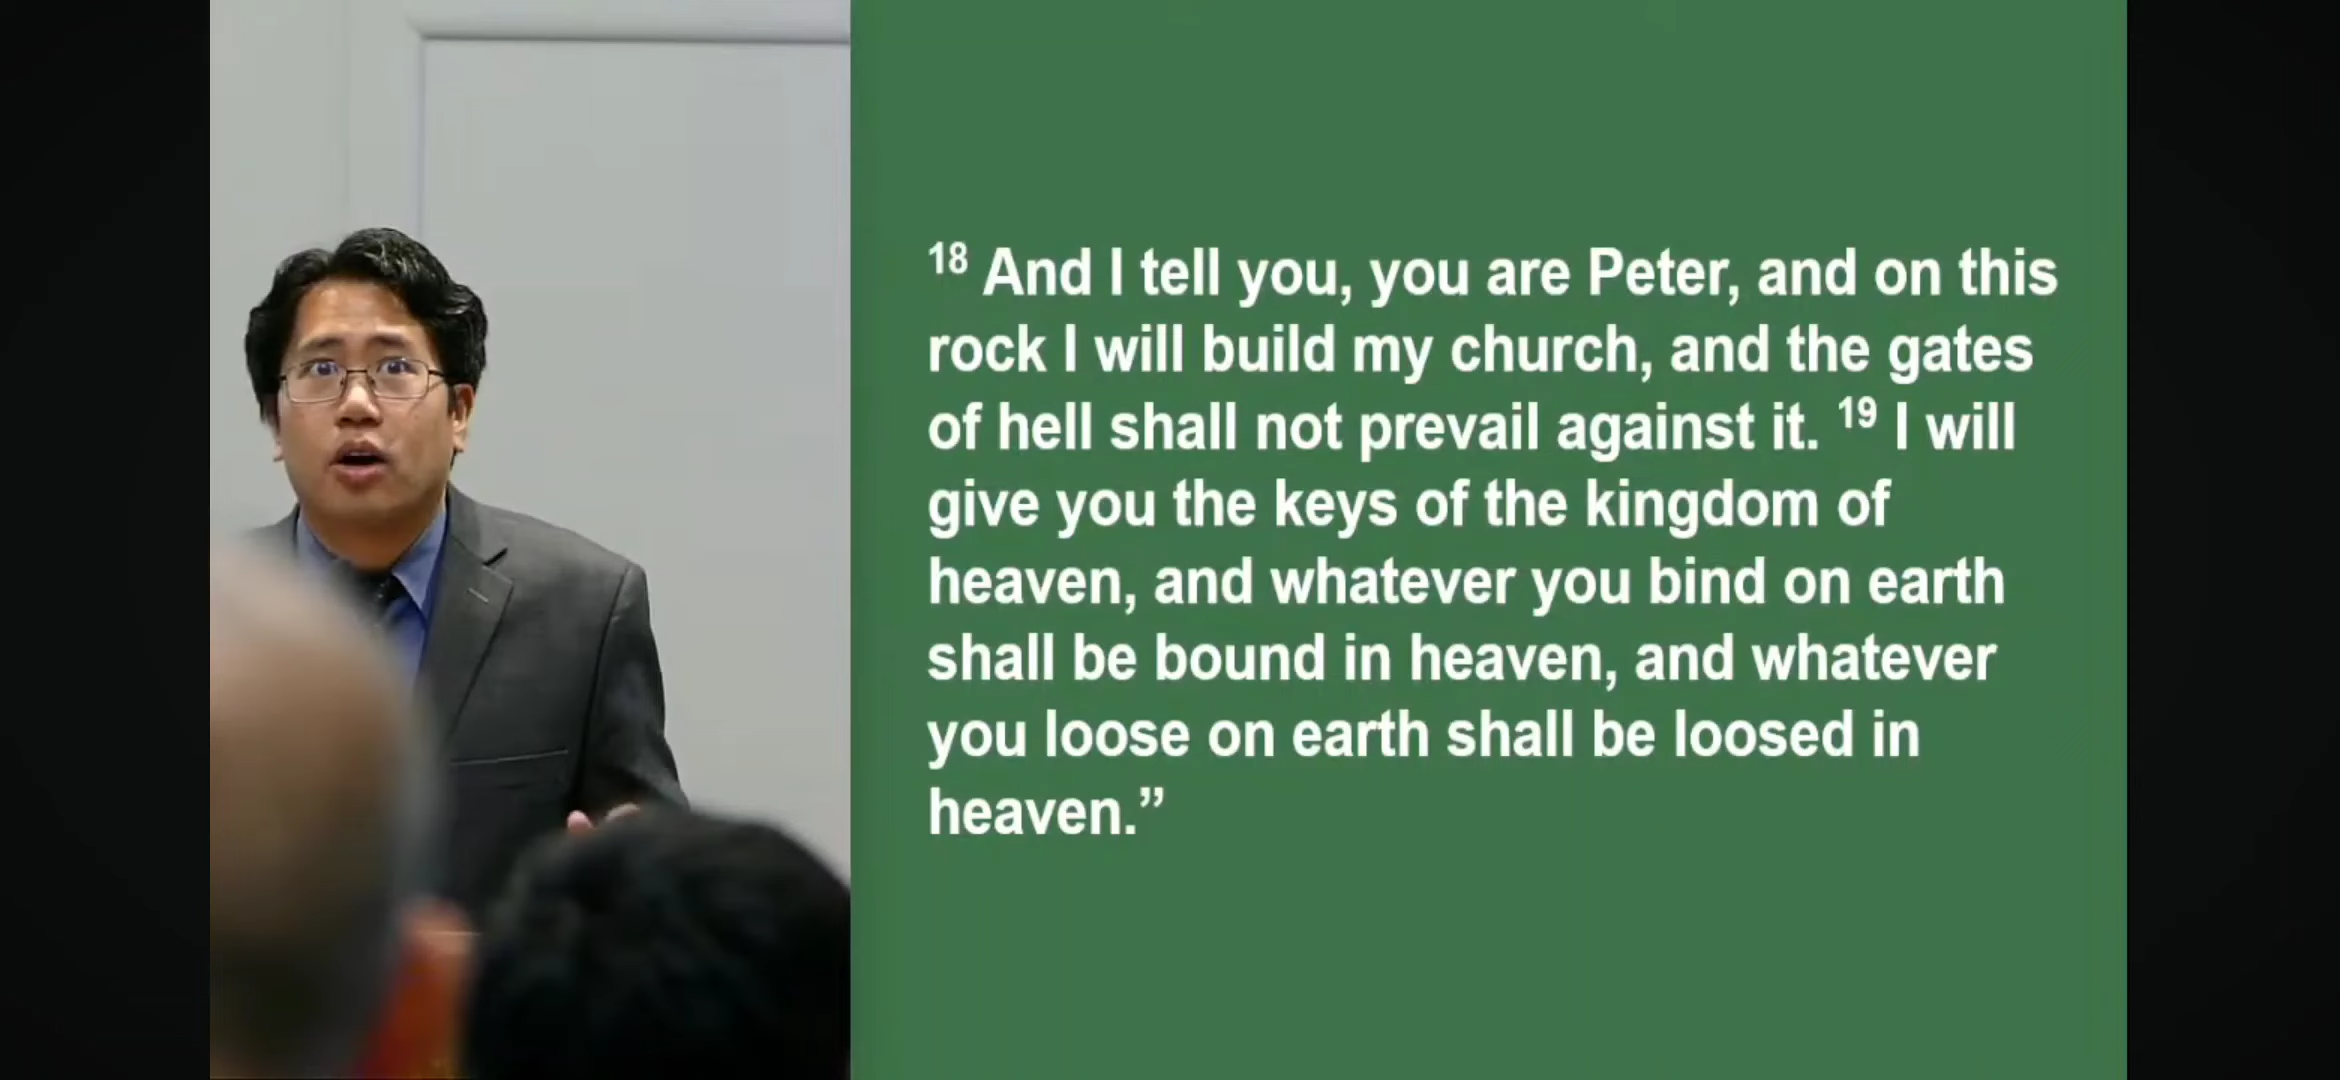 18 And I tell you, you are Peter, and on this
rock I will build my church, and the gates
of hell shall not prevail against it. 19 I will
give you the keys of the kingdom of
heaven, and whatever you bind on earth
shall be bound in heaven, and whatever
you loose on earth shall be loosed in
heaven.”